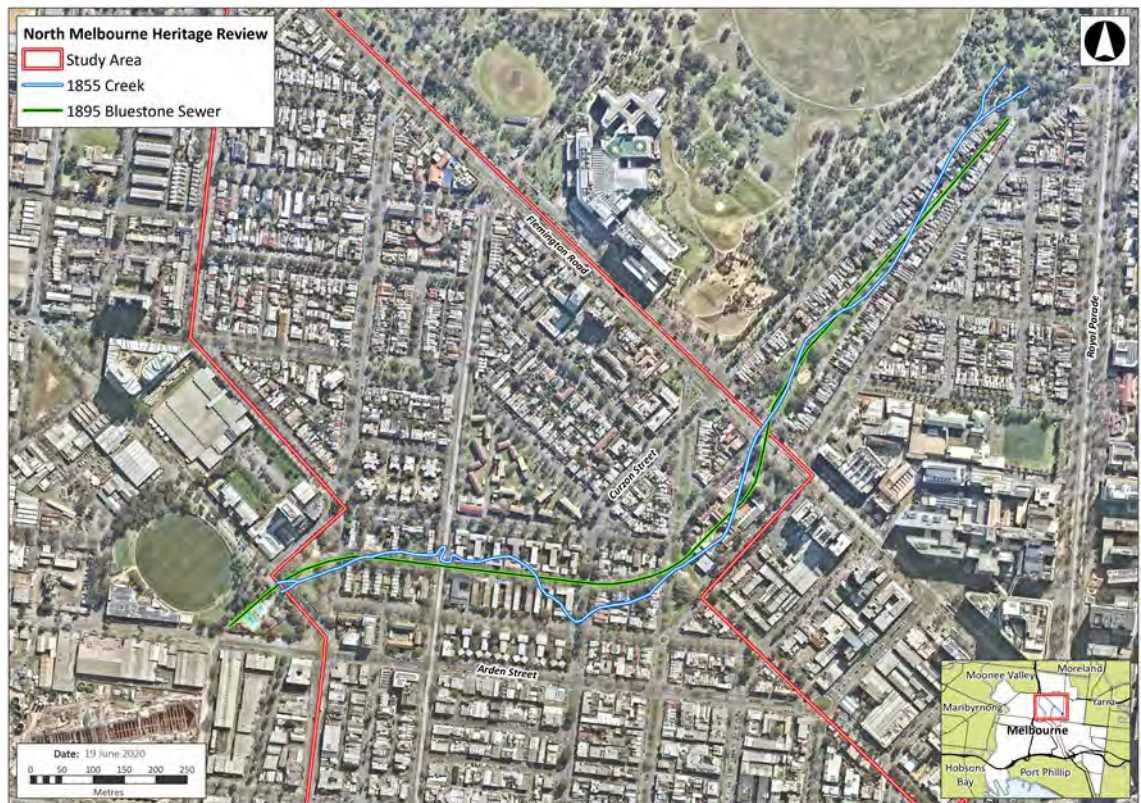 North Melbourne Heritage Review
Study Area
1855 Creek
1895 Bluestone Sewer
Flemington Road
Royal Parade
Curzon Street
Arden Street
Date: 19 June 2020
0 50 100 150 200 250
Metres
Moonee Valley
Moreland
Maribyrnong
Yarra
Melbourne
Hobsons
Bay
Port Phillip